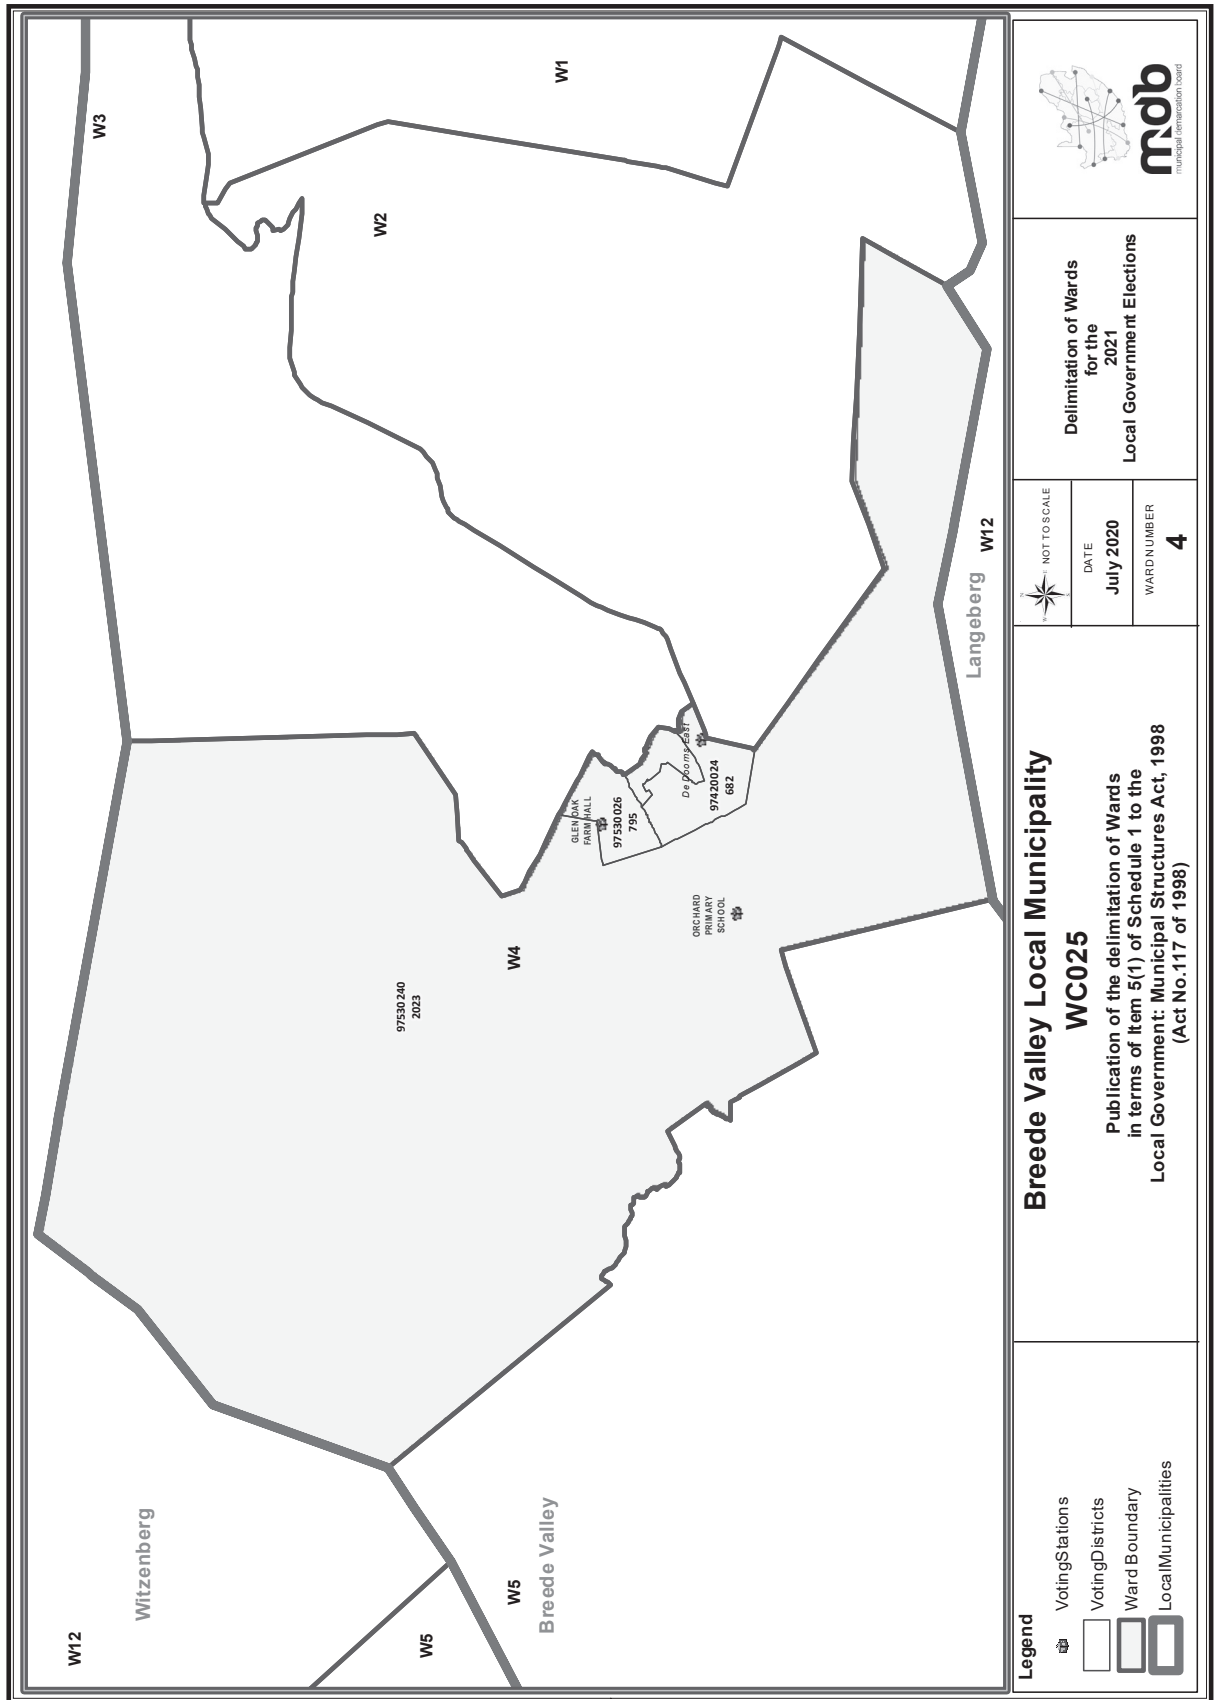 W3
W1
W2
W12
Witzenberg
W5
W5
Breede Valley
W4
97530240
2023
GLEN OAK
FARM HALL
97530026
795
De Dooms East
97420024
682
ORCHARD
PRIMARY
SCHOOL
Langeberg
W12
Legend
VotingStations
VotingDistricts
Ward Boundary
LocalMunicipalities
Breede Valley Local Municipality
WC025
Publication of the delimitation of Wards
in terms of Item 5(1) of Schedule 1 to the
Local Government: Municipal Structures Act, 1998
(Act No.117 of 1998)
N
W E
S
NOT TO SCALE
DATE
July 2020
WARD NUMBER
4
Delimitation of Wards
for the
2021
Local Government Elections
mdb
municipal demarcation board